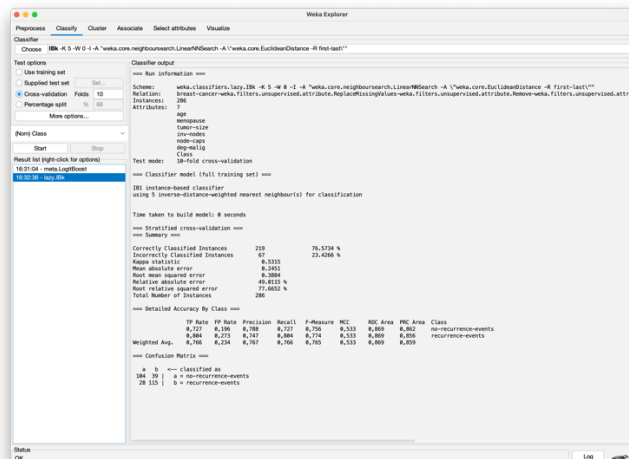 Weka Explorer
Preprocess Classify Cluster Associate Select attributes Visualize
Classifier
Choose IBk -K 5 -W 0 -I -A "weka.core.neighboursearch.LinearNNSearch -A \"weka.core.EuclideanDistance -R first-last\""
Test options
Use training set
Supplied test set Set...
Cross-validation Folds 10
Percentage split % 66
More options...
(Nom) Class
Start Stop
Result list (right-click for options)
16:31:04 - meta.LogitBoost
16:32:36 - lazy.IBk
Classifier output
=== Run information ===
Scheme: weka.classifiers.lazy.IBk -K 5 -W 0 -I -A "weka.core.neighboursearch.LinearNNSearch -A \"weka.core.EuclideanDistance -R first-last\""
Relation: breast-cancer-weka.filters.unsupervised.attribute.ReplaceMissingValues-weka.filters.unsupervised.attribute.Remove-weka.filters.unsupervised.attr
Instances: 286
Attributes: 7
age
menopause
tumor-size
inv-nodes
node-caps
deg-malig
Class
Test mode: 10-fold cross-validation
=== Classifier model (full training set) ===
IB1 instance-based classifier
using 5 inverse-distance-weighted nearest neighbour(s) for classification
Time taken to build model: 0 seconds
=== Stratified cross-validation ===
=== Summary ===
Correctly Classified Instances 219 76.5734 %
Incorrectly Classified Instances 67 23.4266 %
Kappa statistic 0.5315
Mean absolute error 0.2451
Root mean squared error 0.3884
Relative absolute error 49.0115 %
Root relative squared error 77.6652 %
Total Number of Instances 286
=== Detailed Accuracy By Class ===
TP Rate FP Rate Precision Recall F-Measure MCC ROC Area PRC Area Class
0,727 0,196 0,788 0,727 0,756 0,533 0,869 0,862 no-recurrence-events
0,804 0,273 0,747 0,804 0,774 0,533 0,869 0,856 recurrence-events
Weighted Avg. 0,766 0,234 0,767 0,766 0,765 0,533 0,869 0,859
=== Confusion Matrix ===
a b <-- classified as
104 39 | a = no-recurrence-events
28 115 | b = recurrence-events
Status
OK
Log